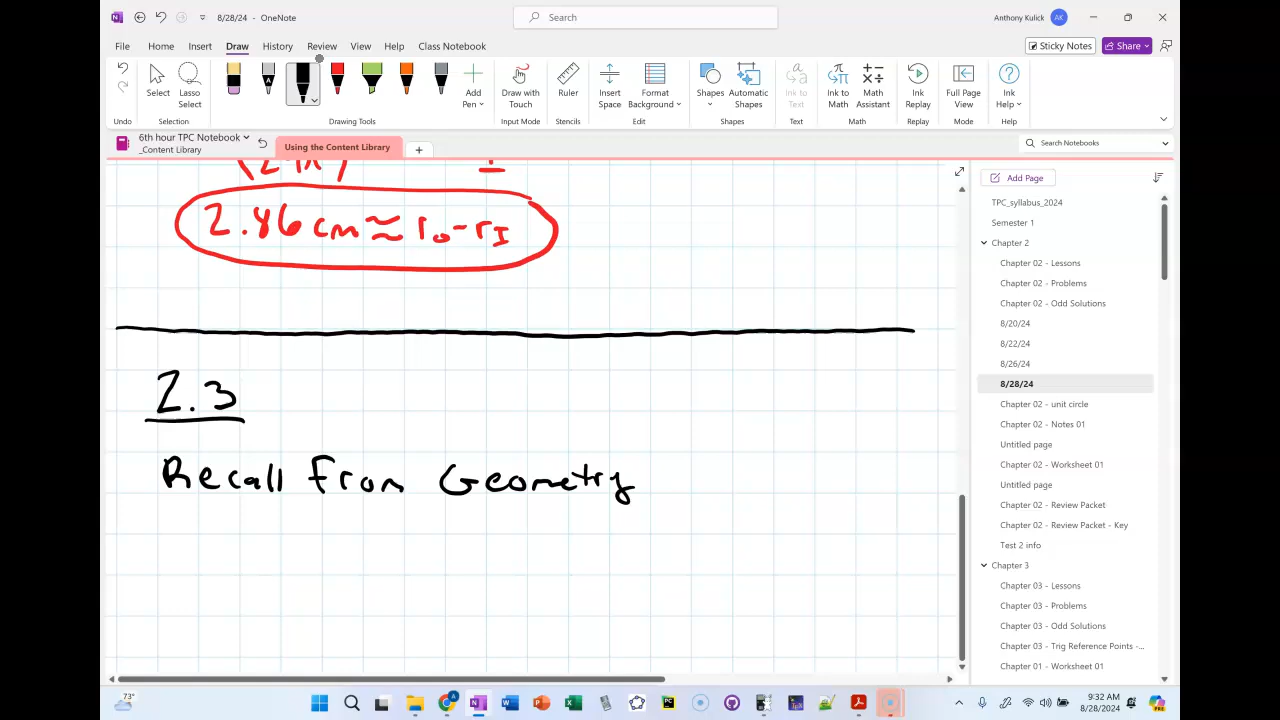 8/28/24 - OneNote
Search
Anthony Kulick AK
File Home Insert Draw History Review View Help Class Notebook
Sticky Notes Share
Select Lasso Select Add Pen Draw with Touch Ruler Insert Space Format Background Shapes Automatic Shapes Ink to Text Ink to Math Math Assistant Ink Replay Full Page View Ink Help
Undo Selection Drawing Tools Input Mode Stencils Edit Shapes Text Math Replay Mode Help
6th hour TPC Notebook
_Content Library
Using the Content Library
Search Notebooks
2.86 cm ≈ ro - rI
2.3
Recall from Geometry
Add Page
TPC_syllabus_2024
Semester 1
Chapter 2
Chapter 02 - Lessons
Chapter 02 - Problems
Chapter 02 - Odd Solutions
8/20/24
8/22/24
8/26/24
8/28/24
Chapter 02 - unit circle
Chapter 02 - Notes 01
Untitled page
Chapter 02 - Worksheet 01
Untitled page
Chapter 02 - Review Packet
Chapter 02 - Review Packet - Key
Test 2 info
Chapter 3
Chapter 03 - Lessons
Chapter 03 - Problems
Chapter 03 - Odd Solutions
Chapter 03 - Trig Reference Points -...
Chapter 01 - Worksheet 01
73°
9:32 AM
8/28/2024